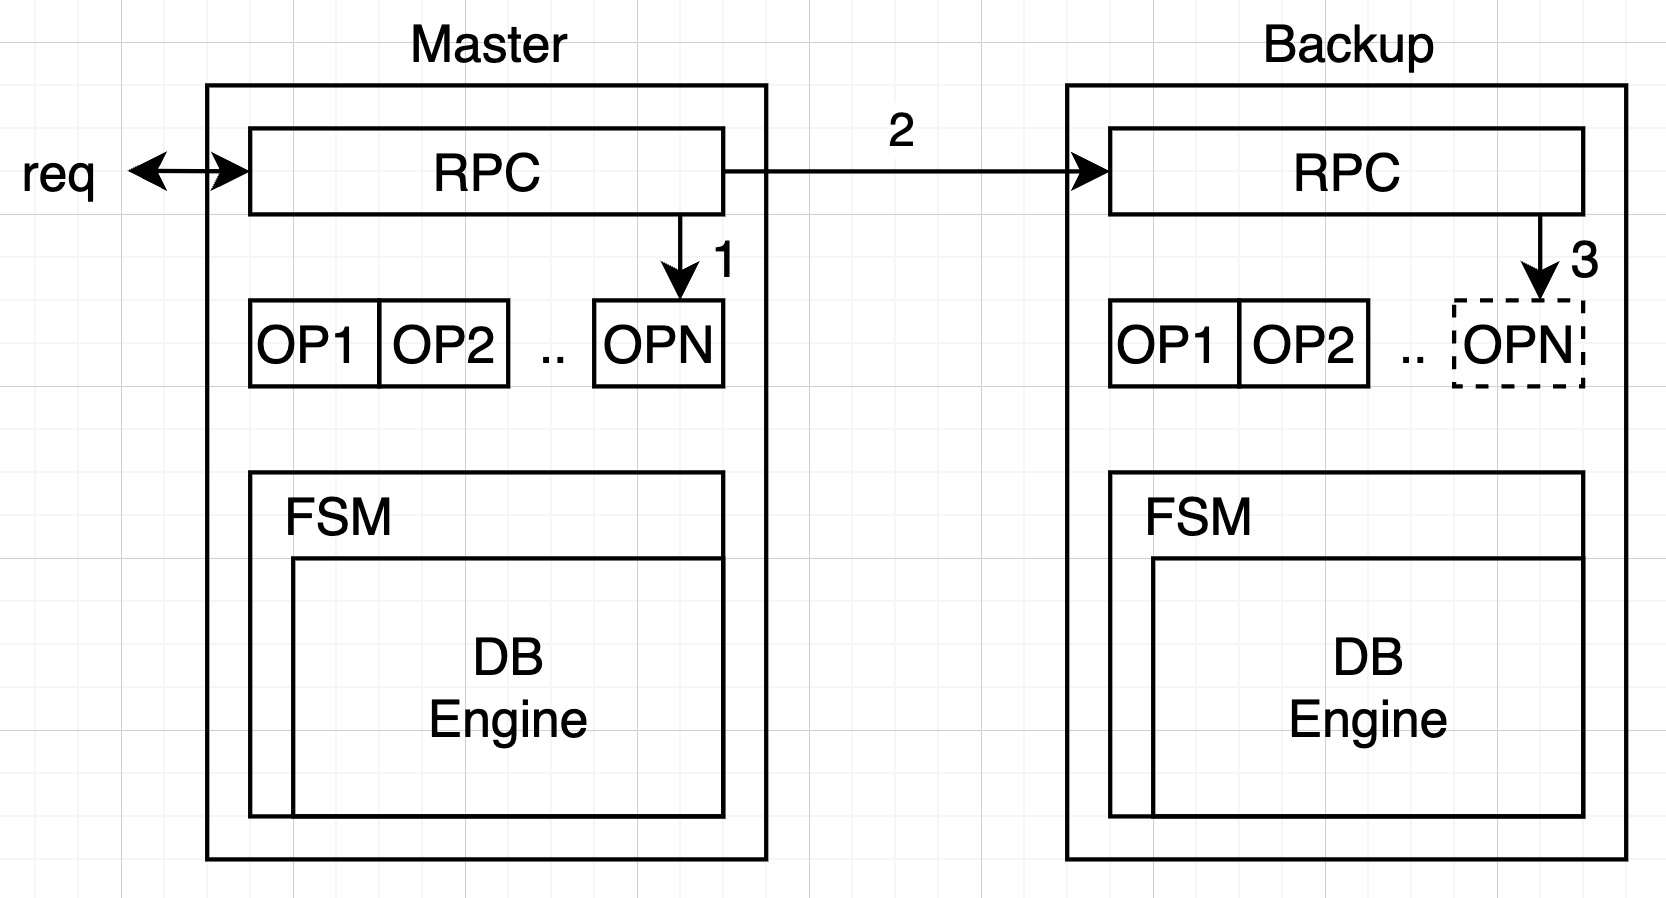 Master
Backup
req
RPC
2
RPC
1
3
OP1
OP2
..
OPN
OP1
OP2
..
OPN
FSM
FSM
DB
Engine
DB
Engine